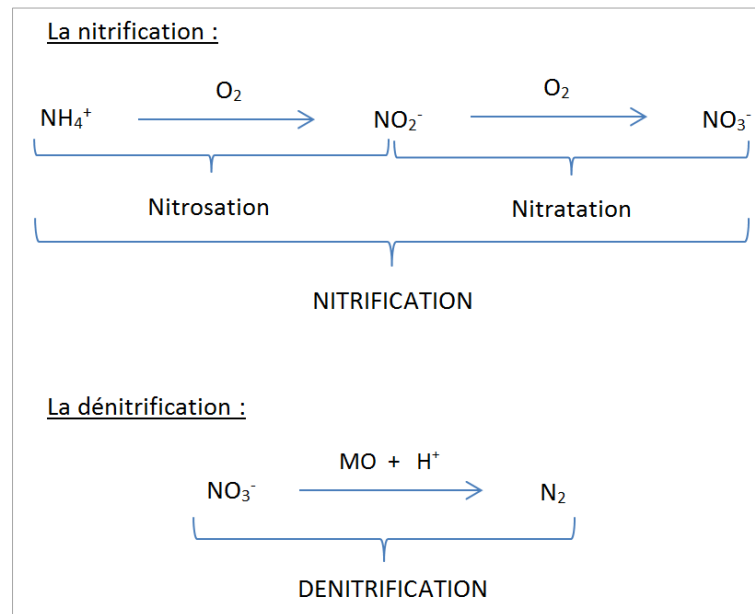 La nitrification :
O₂ O₂
NH₄⁺ NO₂⁻ NO₃⁻
Nitrosation Nitratation
NITRIFICATION
La dénitrification :
MO + H⁺
NO₃⁻ N₂
DENITRIFICATION